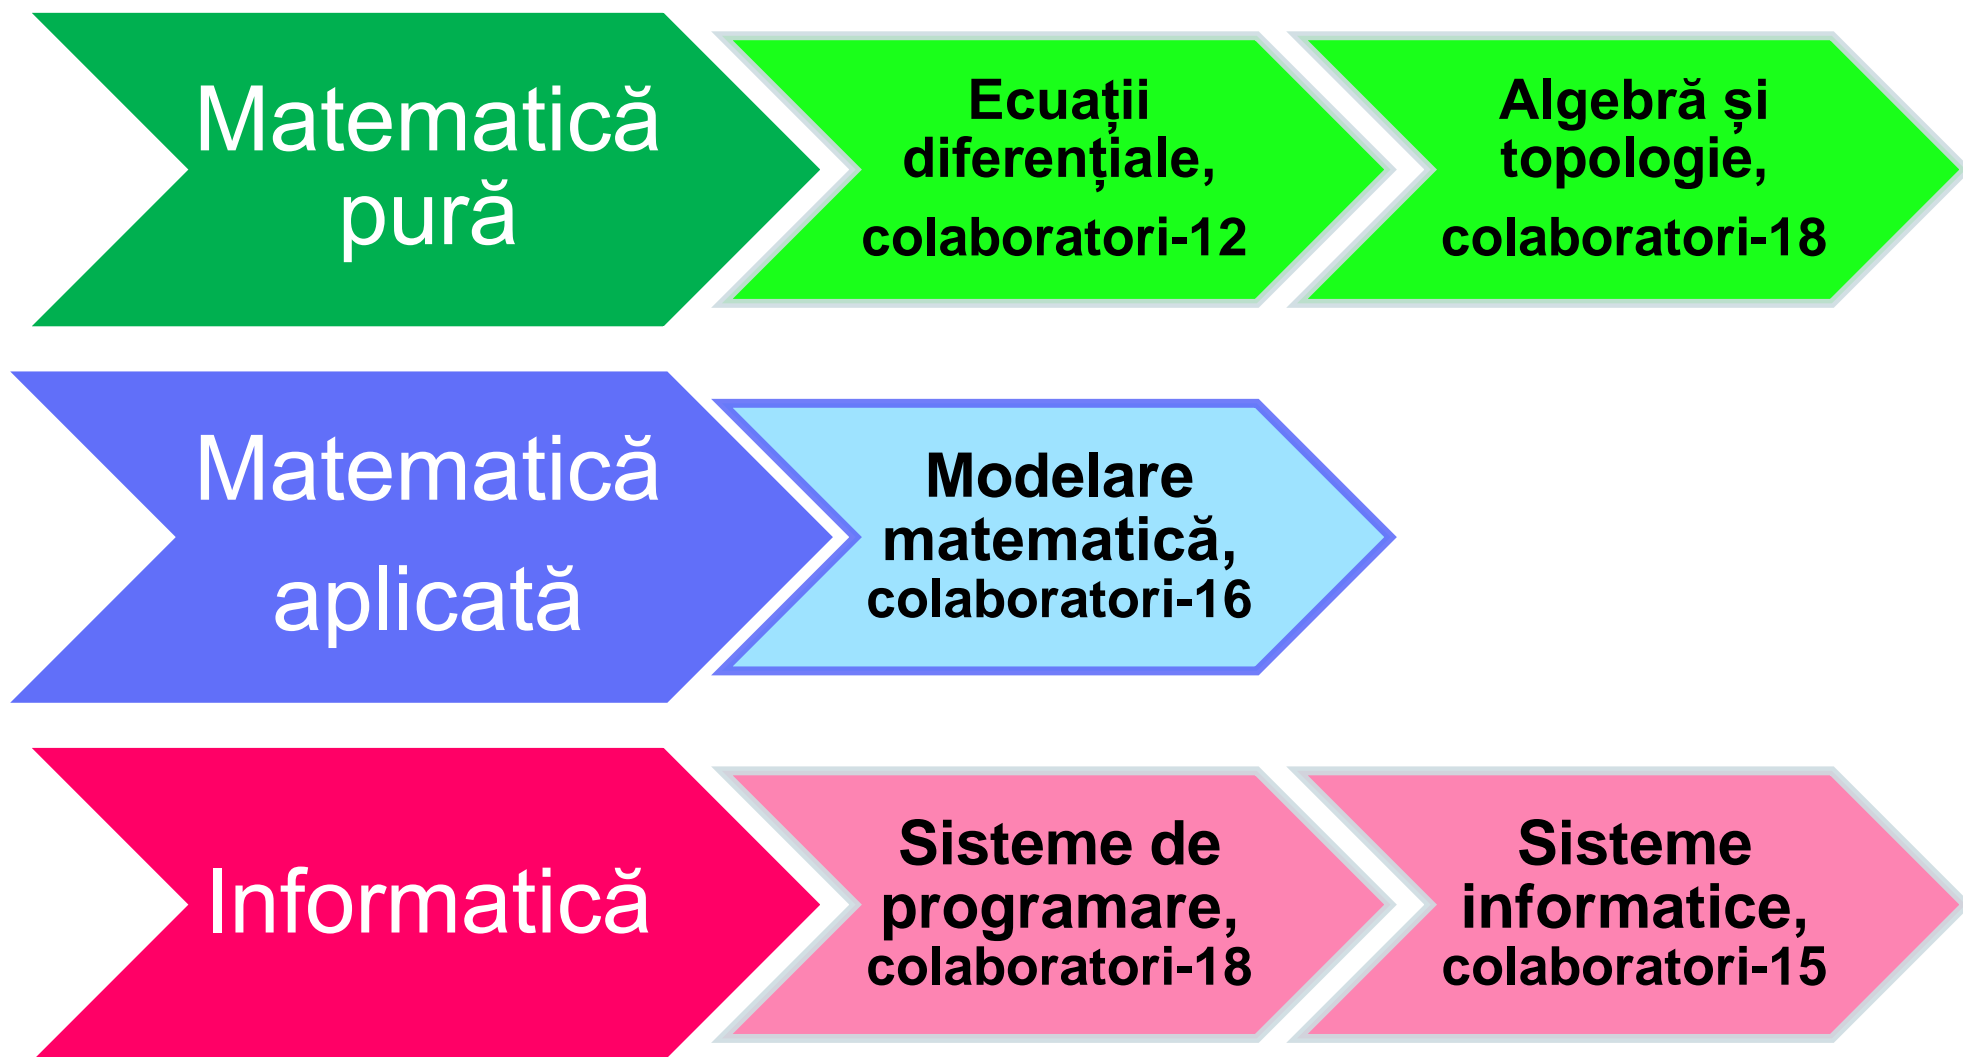 Matematică
pură
Ecuații
diferențiale,
colaboratori-12
Algebră și
topologie,
colaboratori-18
Matematică
aplicată
Modelare
matematică,
colaboratori-16
Informatică
Sisteme de
programare,
colaboratori-18
Sisteme
informatice,
colaboratori-15